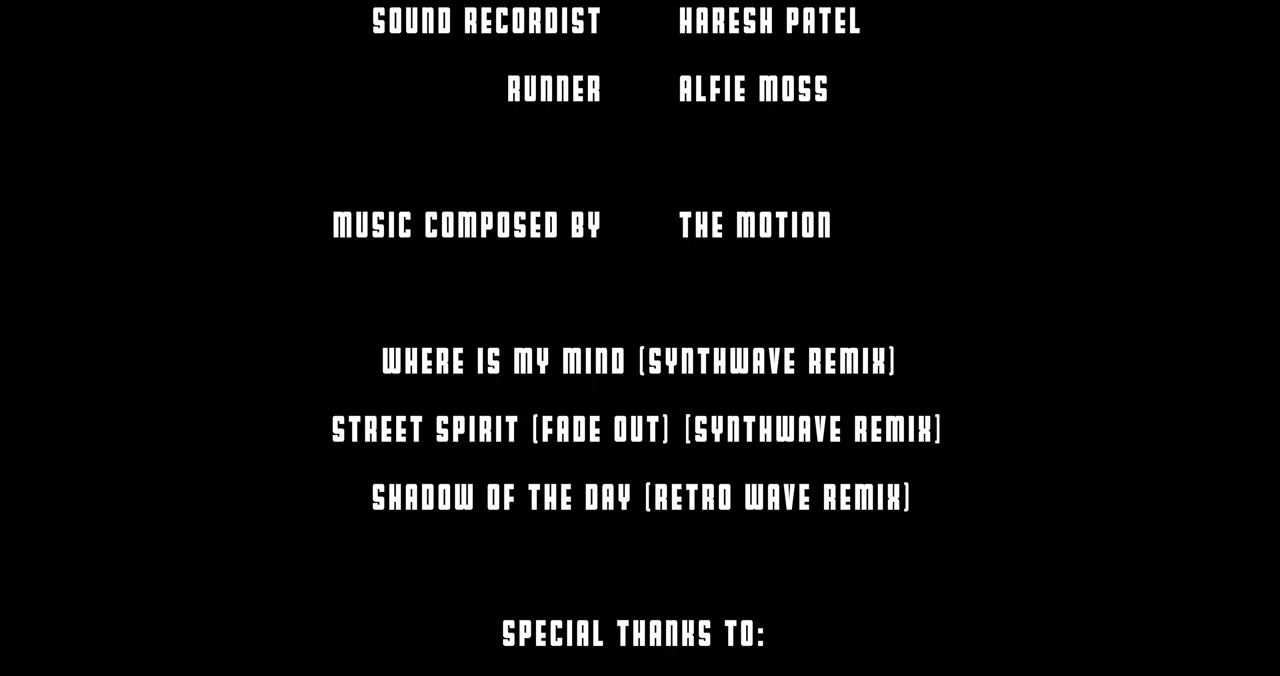 SOUND RECORDIST HARESH PATEL
RUNNER ALFIE MOSS
MUSIC COMPOSED BY THE MOTION
WHERE IS MY MIND (SYNTHWAVE REMIX)
STREET SPIRIT (FADE OUT) [SYNTHWAVE REMIX]
SHADOW OF THE DAY (RETRO WAVE REMIX)
SPECIAL THANKS TO: